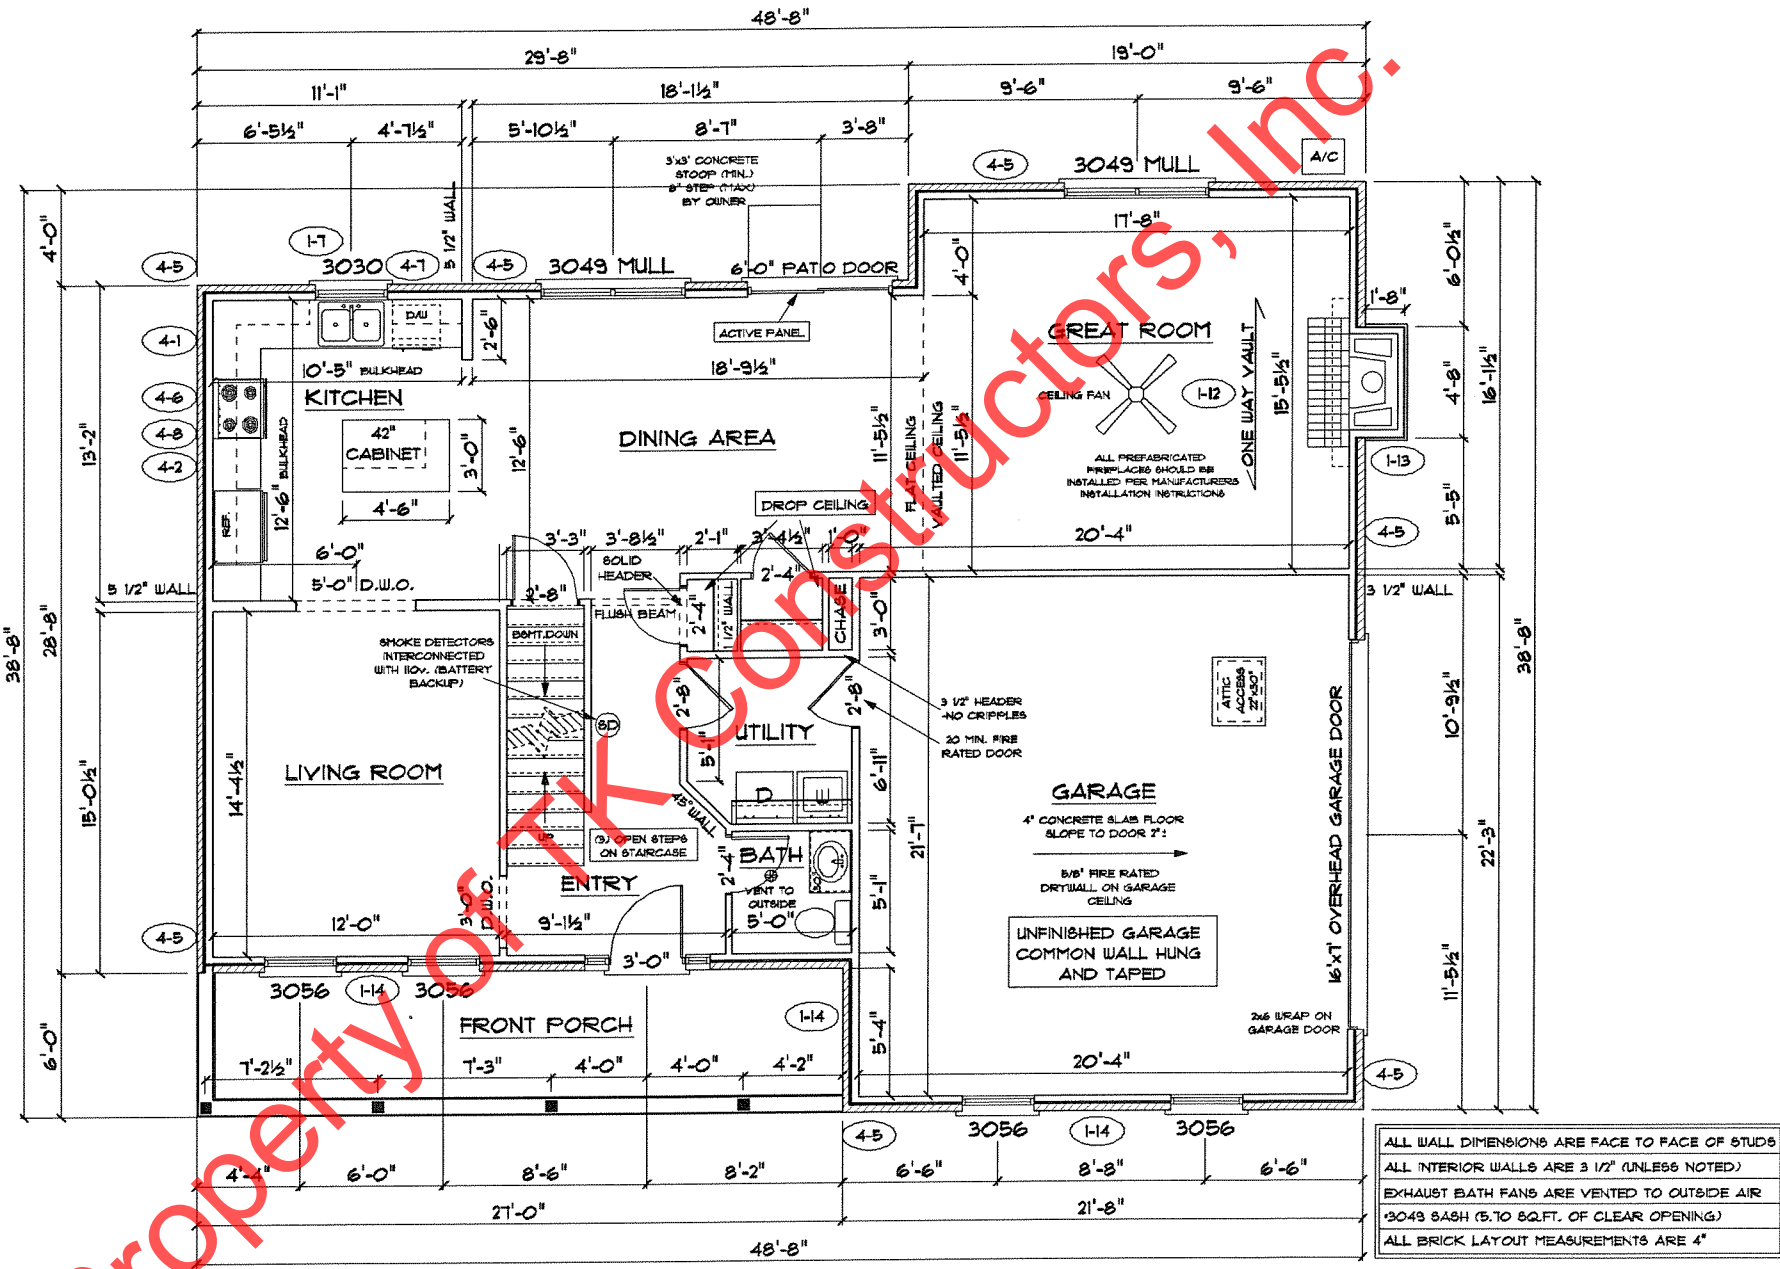 48'-8"
29'-8"
19'-0"
11'-1"
18'-1½"
9'-6"
9'-6"
6'-5½"
4'-7½"
5'-10½"
8'-7"
3'-8"
3'x3' CONCRETE
STOOP (MIN.)
8" STEP (MAX)
BY OWNER
4-5
3049 MULL
A/C
5 1/2" WALL
17'-8"
1-7
4-5
3030
4-7
4-5
3049 MULL
6'-0" PATIO DOOR
4'-0"
4'-0"
6'-0½"
1'-8"
D/W
ACTIVE PANEL
2'-6"
4-1
GREAT ROOM
10'-5" BULKHEAD
18'-9½"
KITCHEN
4-6
CEILING FAN
1-12
ONE WAY VAULT
15'-5½"
4'-8"
16'-1½"
4-8
42"
CABINET
3'-0"
DINING AREA
4-2
13'-2"
12'-6" BULKHEAD
12'-6"
11'-5½"
FLAT CEILING
VAULTED CEILING
11'-5½"
ALL PREFABRICATED
FIREPLACES SHOULD BE
INSTALLED PER MANUFACTURERS
INSTALLATION INSTRUCTIONS
1-13
4'-6"
DROP CEILING
REF.
5'-5"
4-5
3'-3"
3'-8½"
2'-1"
3'-4½"
1'-0"
20'-4"
6'-0"
SOLID
HEADER
2'-4"
5'-0" D.W.O.
5 1/2" WALL
2'-8"
FLUSH BEAM
2'-4"
1/2" WALL
CHASE
3'-0"
3 1/2" WALL
38'-8"
28'-8"
BSMT. DOWN
SMOKE DETECTORS
INTERCONNECTED
WITH 110v. (BATTERY
BACKUP)
38'-8"
SD
2'-8"
2'-8"
3 1/2" HEADER
-NO CRIPPLES
20 MIN. FIRE
RATED DOOR
ATTIC
ACCESS
22"x30"
10'-9½"
UTILITY
5'-1"
6'-11"
LIVING ROOM
14'-4½"
15'-0½"
D
W
45° WALL
GARAGE
4" CONCRETE SLAB FLOOR
SLOPE TO DOOR 2":
16'x7' OVERHEAD GARAGE DOOR
21'-7"
22'-3"
(3) OPEN STEPS
ON STAIRCASE
BATH
2'-4"
30"
5/8" FIRE RATED
DRYWALL ON GARAGE
CEILING
ENTRY
3'-0"
D.W.O.
VENT TO
OUTSIDE
5'-1"
12'-0"
9'-1½"
5'-0"
4-5
UNFINISHED GARAGE
COMMON WALL HUNG
AND TAPED
3'-0"
11'-5½"
3056
1-14
3056
1-14
2x6 WRAP ON
GARAGE DOOR
FRONT PORCH
6'-0"
5'-4"
7'-2½"
7'-3"
4'-0"
4'-0"
4'-2"
20'-4"
4-5
4-5
3056
1-14
3056
4'-4"
6'-0"
8'-6"
8'-2"
6'-6"
8'-8"
6'-6"
27'-0"
21'-8"
48'-8"
ALL WALL DIMENSIONS ARE FACE TO FACE OF STUDS
ALL INTERIOR WALLS ARE 3 1/2" (UNLESS NOTED)
EXHAUST BATH FANS ARE VENTED TO OUTSIDE AIR
*3049 SASH (5.70 SQ.FT. OF CLEAR OPENING)
ALL BRICK LAYOUT MEASUREMENTS ARE 4"
Property of TK Constructors, Inc.